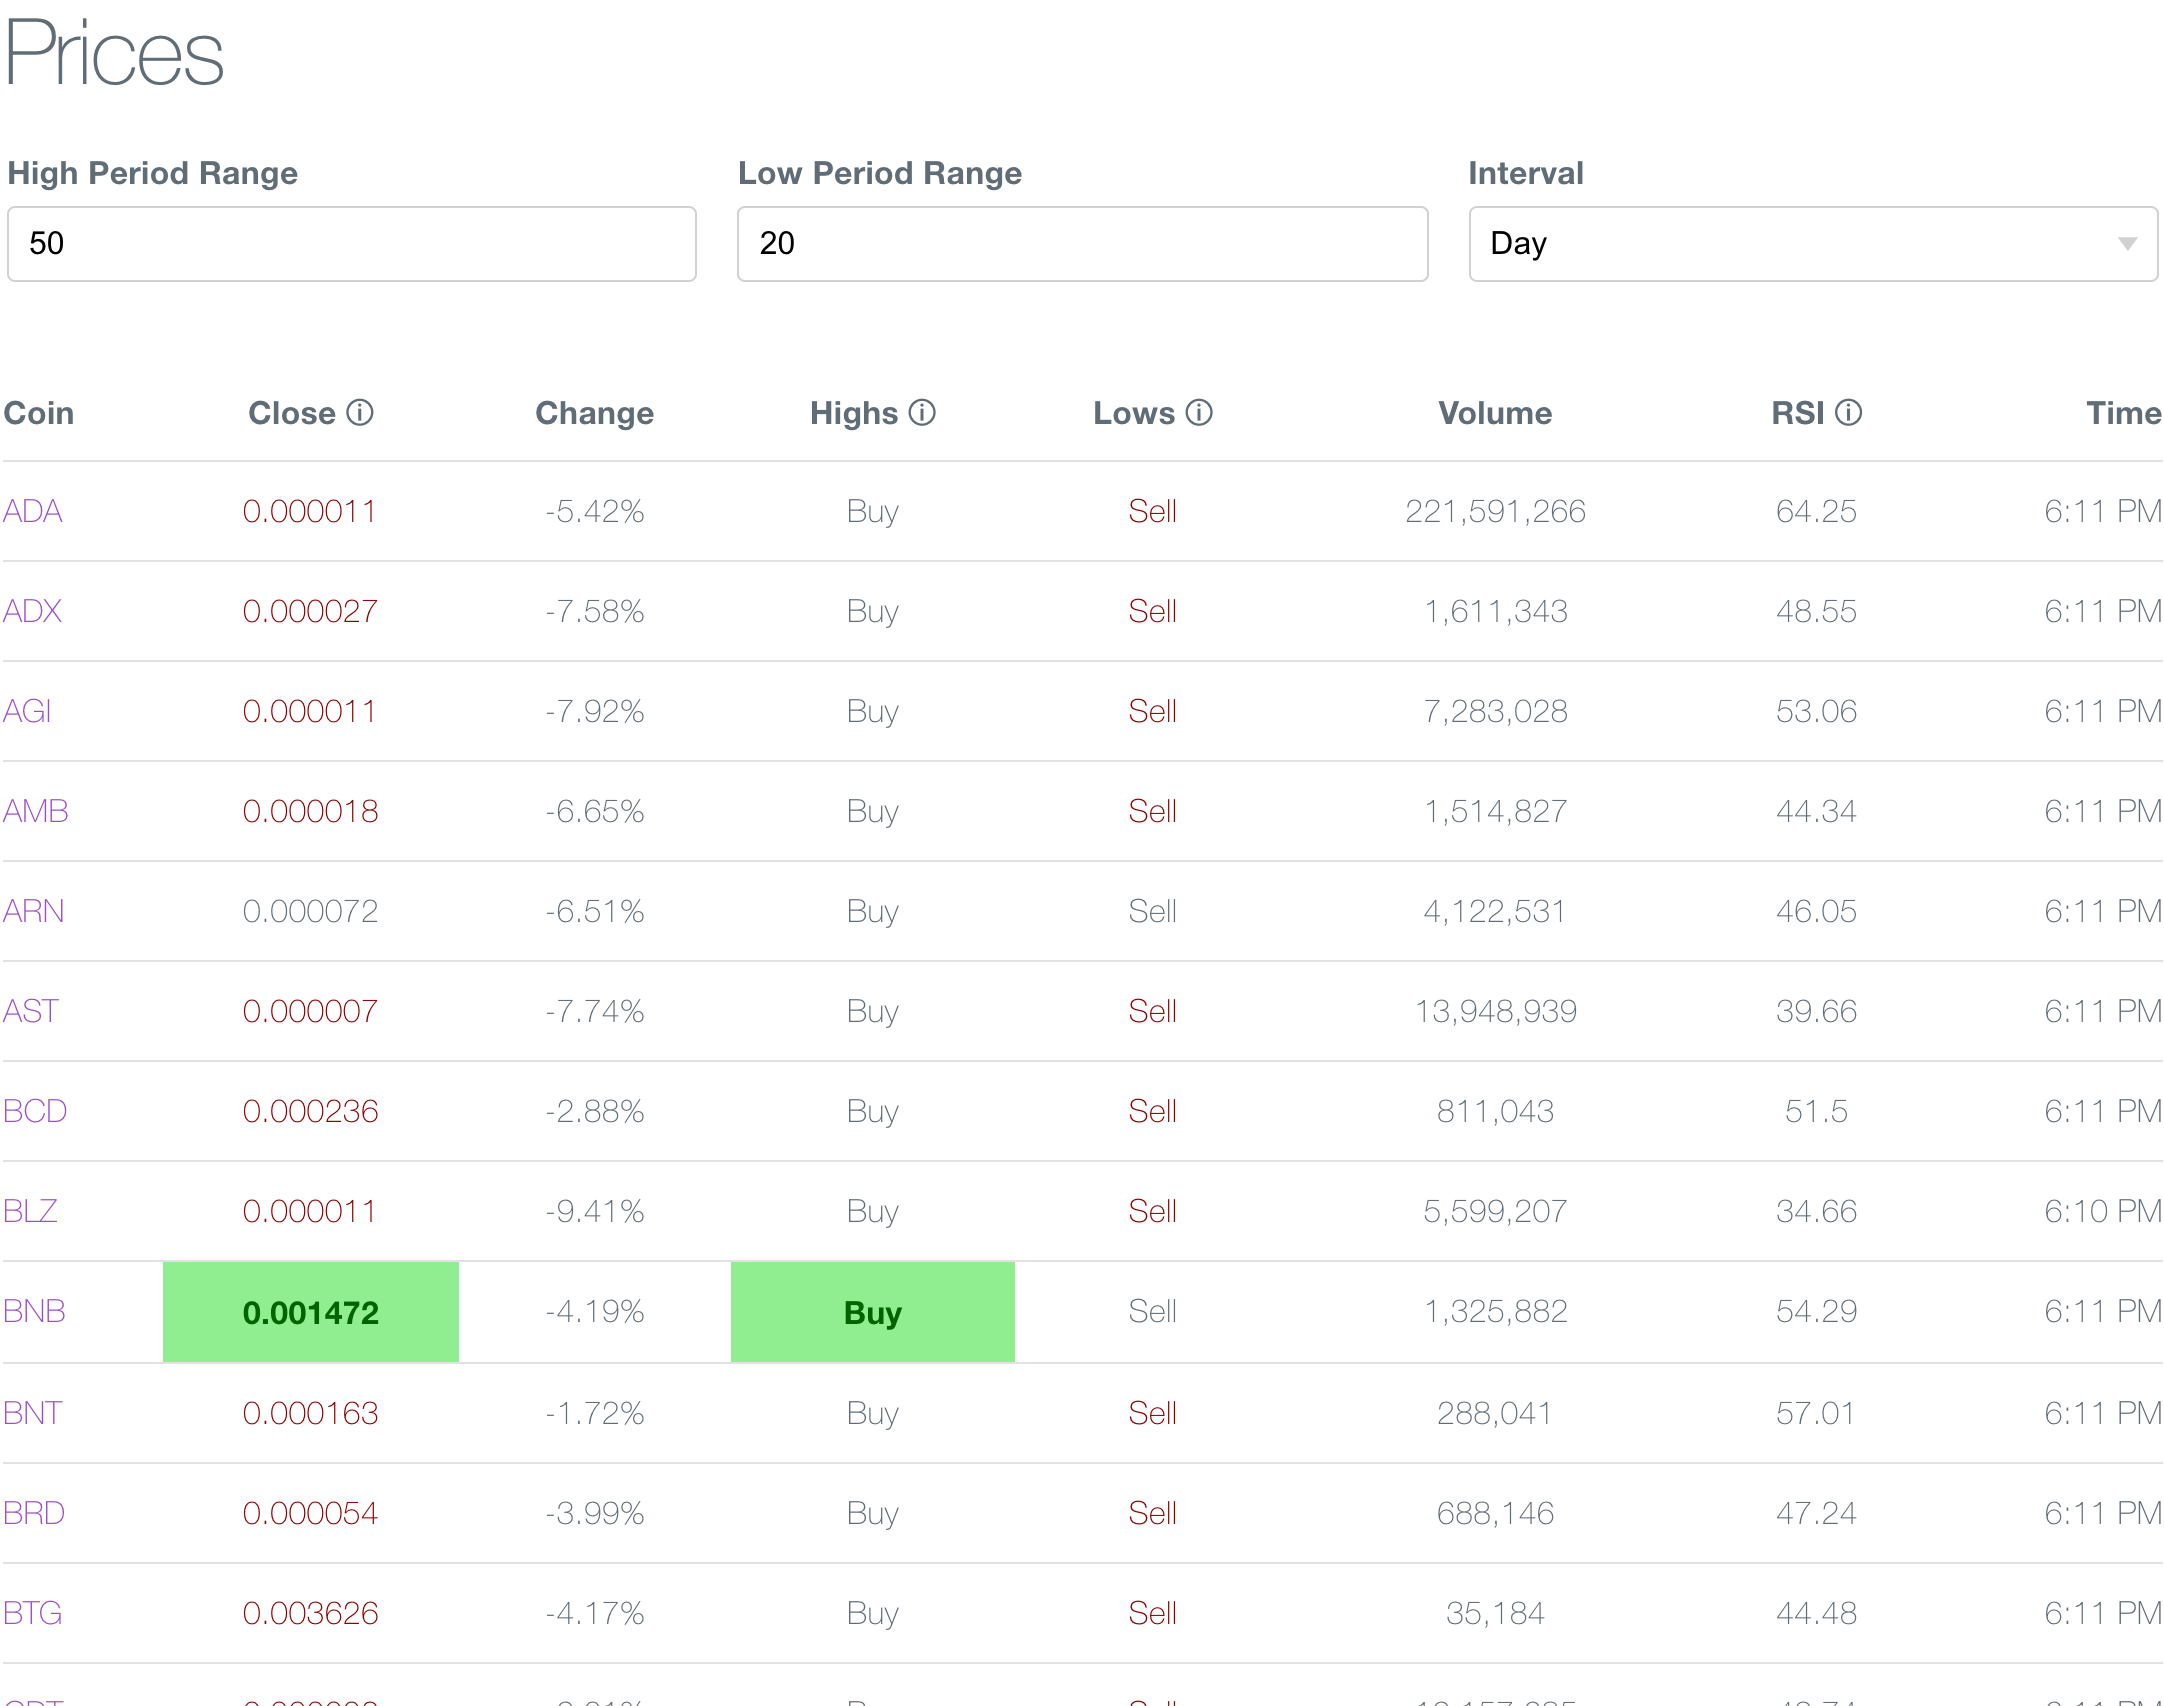 Prices
High Period Range Low Period Range Interval
50 20 Day
Coin Close Change Highs Lows Volume RSI Time
ADA 0.000011 -5.42% Buy Sell 221,591,266 64.25 6:11 PM
ADX 0.000027 -7.58% Buy Sell 1,611,343 48.55 6:11 PM
AGI 0.000011 -7.92% Buy Sell 7,283,028 53.06 6:11 PM
AMB 0.000018 -6.65% Buy Sell 1,514,827 44.34 6:11 PM
ARN 0.000072 -6.51% Buy Sell 4,122,531 46.05 6:11 PM
AST 0.000007 -7.74% Buy Sell 13,948,939 39.66 6:11 PM
BCD 0.000236 -2.88% Buy Sell 811,043 51.5 6:11 PM
BLZ 0.000011 -9.41% Buy Sell 5,599,207 34.66 6:10 PM
BNB 0.001472 -4.19% Buy Sell 1,325,882 54.29 6:11 PM
BNT 0.000163 -1.72% Buy Sell 288,041 57.01 6:11 PM
BRD 0.000054 -3.99% Buy Sell 688,146 47.24 6:11 PM
BTG 0.003626 -4.17% Buy Sell 35,184 44.48 6:11 PM